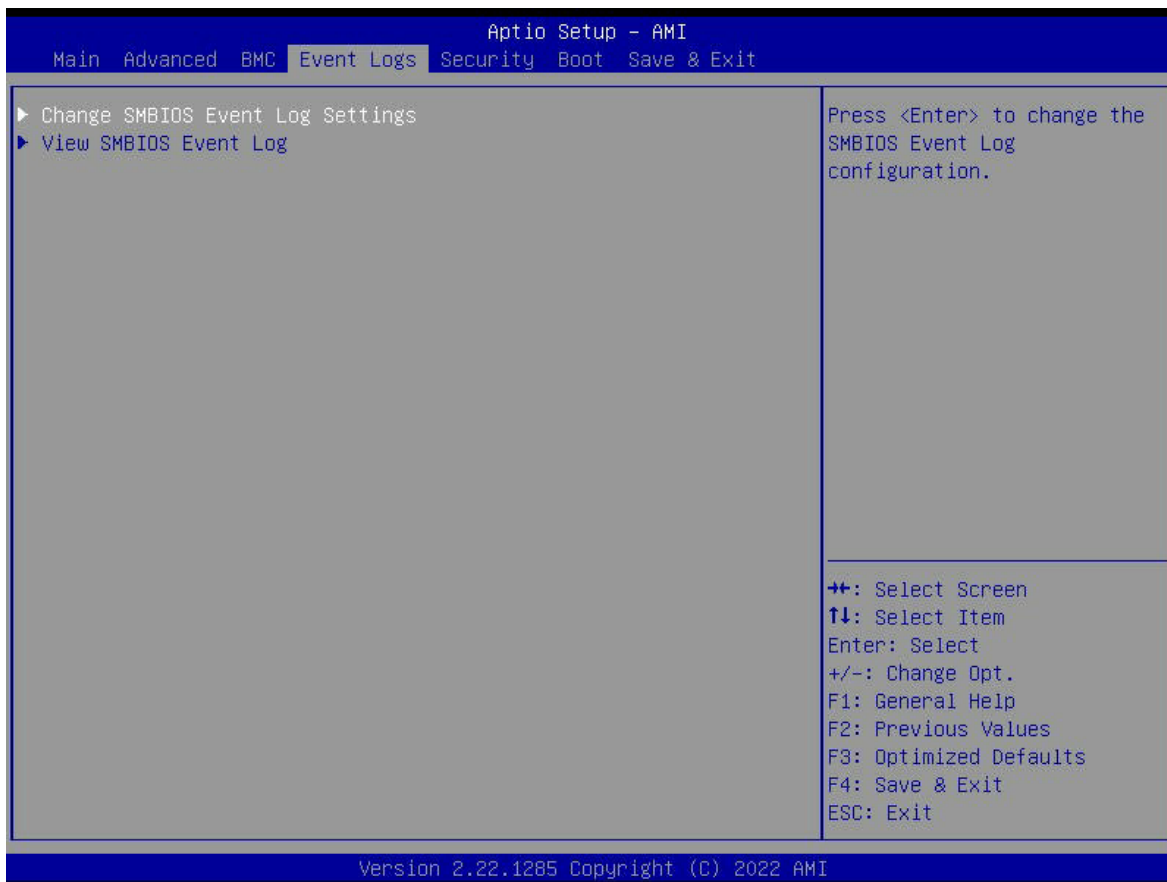 Aptio Setup – AMI
Main Advanced BMC Event Logs Security Boot Save & Exit
▶ Change SMBIOS Event Log Settings
▶ View SMBIOS Event Log
Press <Enter> to change the
SMBIOS Event Log
configuration.
→←: Select Screen
↑↓: Select Item
Enter: Select
+/-: Change Opt.
F1: General Help
F2: Previous Values
F3: Optimized Defaults
F4: Save & Exit
ESC: Exit
Version 2.22.1285 Copyright (C) 2022 AMI